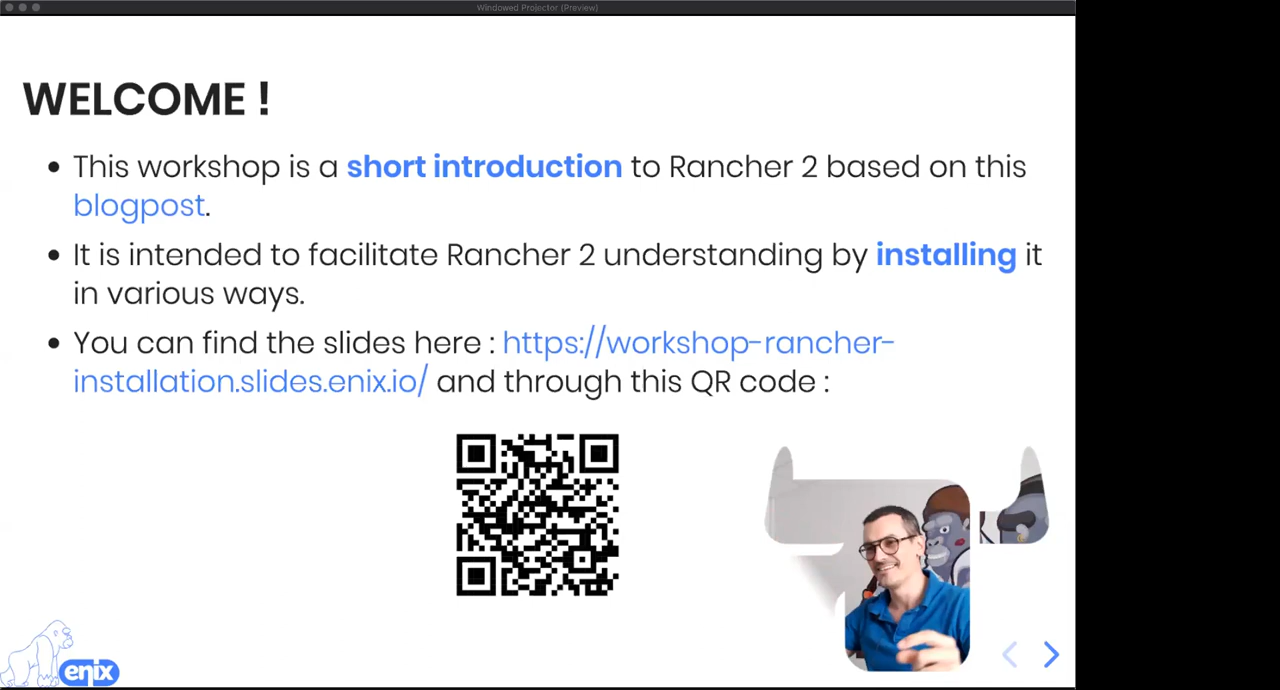 Windowed Projector (Preview)
WELCOME !
This workshop is a short introduction to Rancher 2 based on this
blogpost.
It is intended to facilitate Rancher 2 understanding by installing it
in various ways.
You can find the slides here : https://workshop-rancher-
installation.slides.enix.io/ and through this QR code :
enix